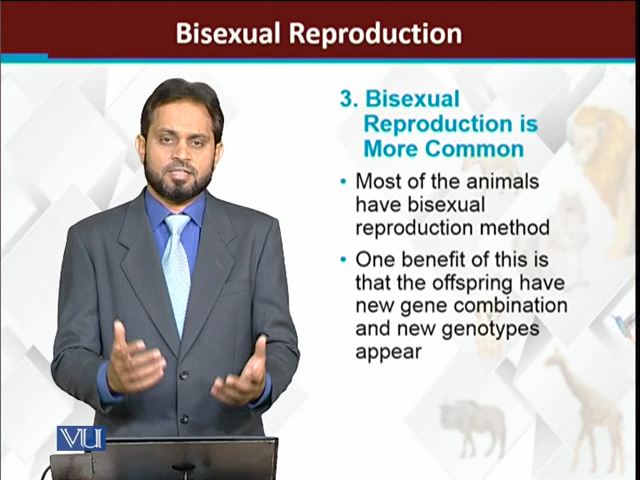 Bisexual Reproduction
3. Bisexual
Reproduction is
More Common
• Most of the animals
have bisexual
reproduction method
• One benefit of this is
that the offspring have
new gene combination
and new genotypes
appear
VU